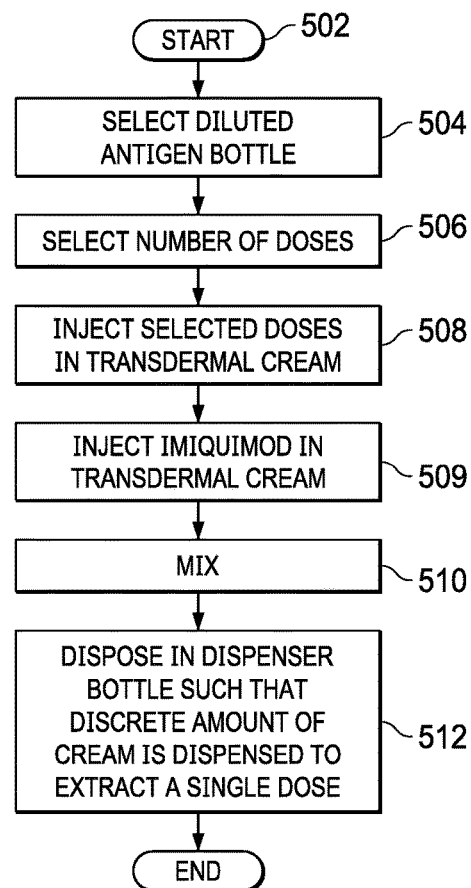 START
502
SELECT DILUTED
ANTIGEN BOTTLE
504
SELECT NUMBER OF DOSES
506
INJECT SELECTED DOSES
IN TRANSDERMAL CREAM
508
INJECT IMIQUIMOD IN
TRANSDERMAL CREAM
509
MIX
510
DISPOSE IN DISPENSER
BOTTLE SUCH THAT
DISCRETE AMOUNT OF
CREAM IS DISPENSED TO
EXTRACT A SINGLE DOSE
512
END